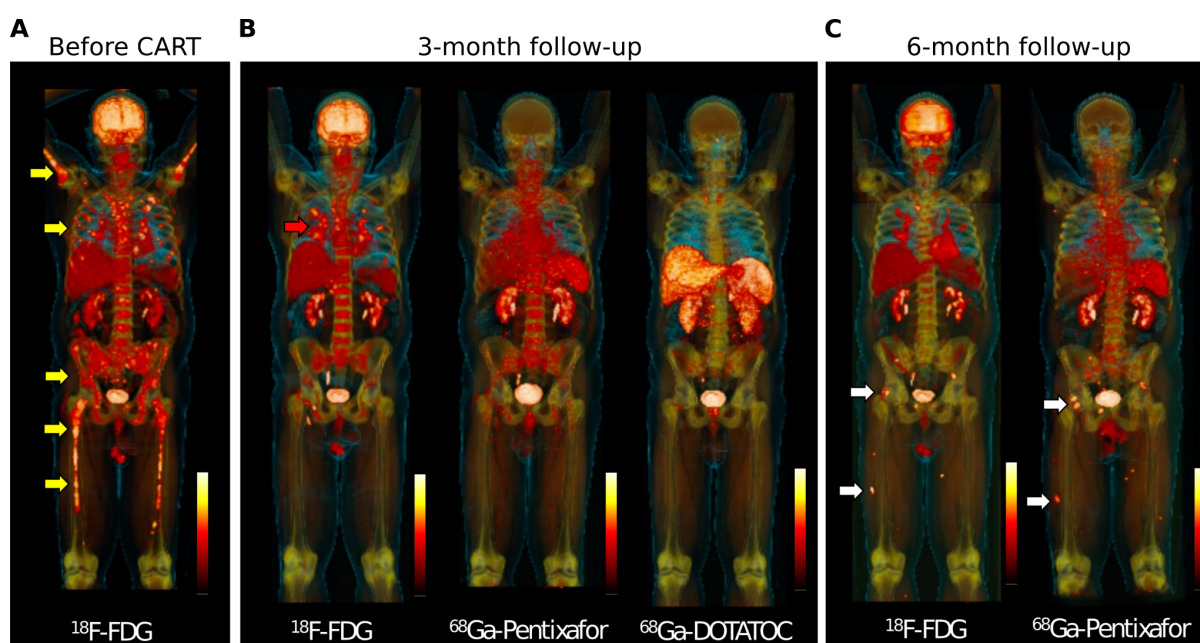 A
Before CART
B
3-month follow-up
C
6-month follow-up
¹⁸F-FDG
¹⁸F-FDG
⁶⁸Ga-Pentixafor
⁶⁸Ga-DOTATOC
¹⁸F-FDG
⁶⁸Ga-Pentixafor